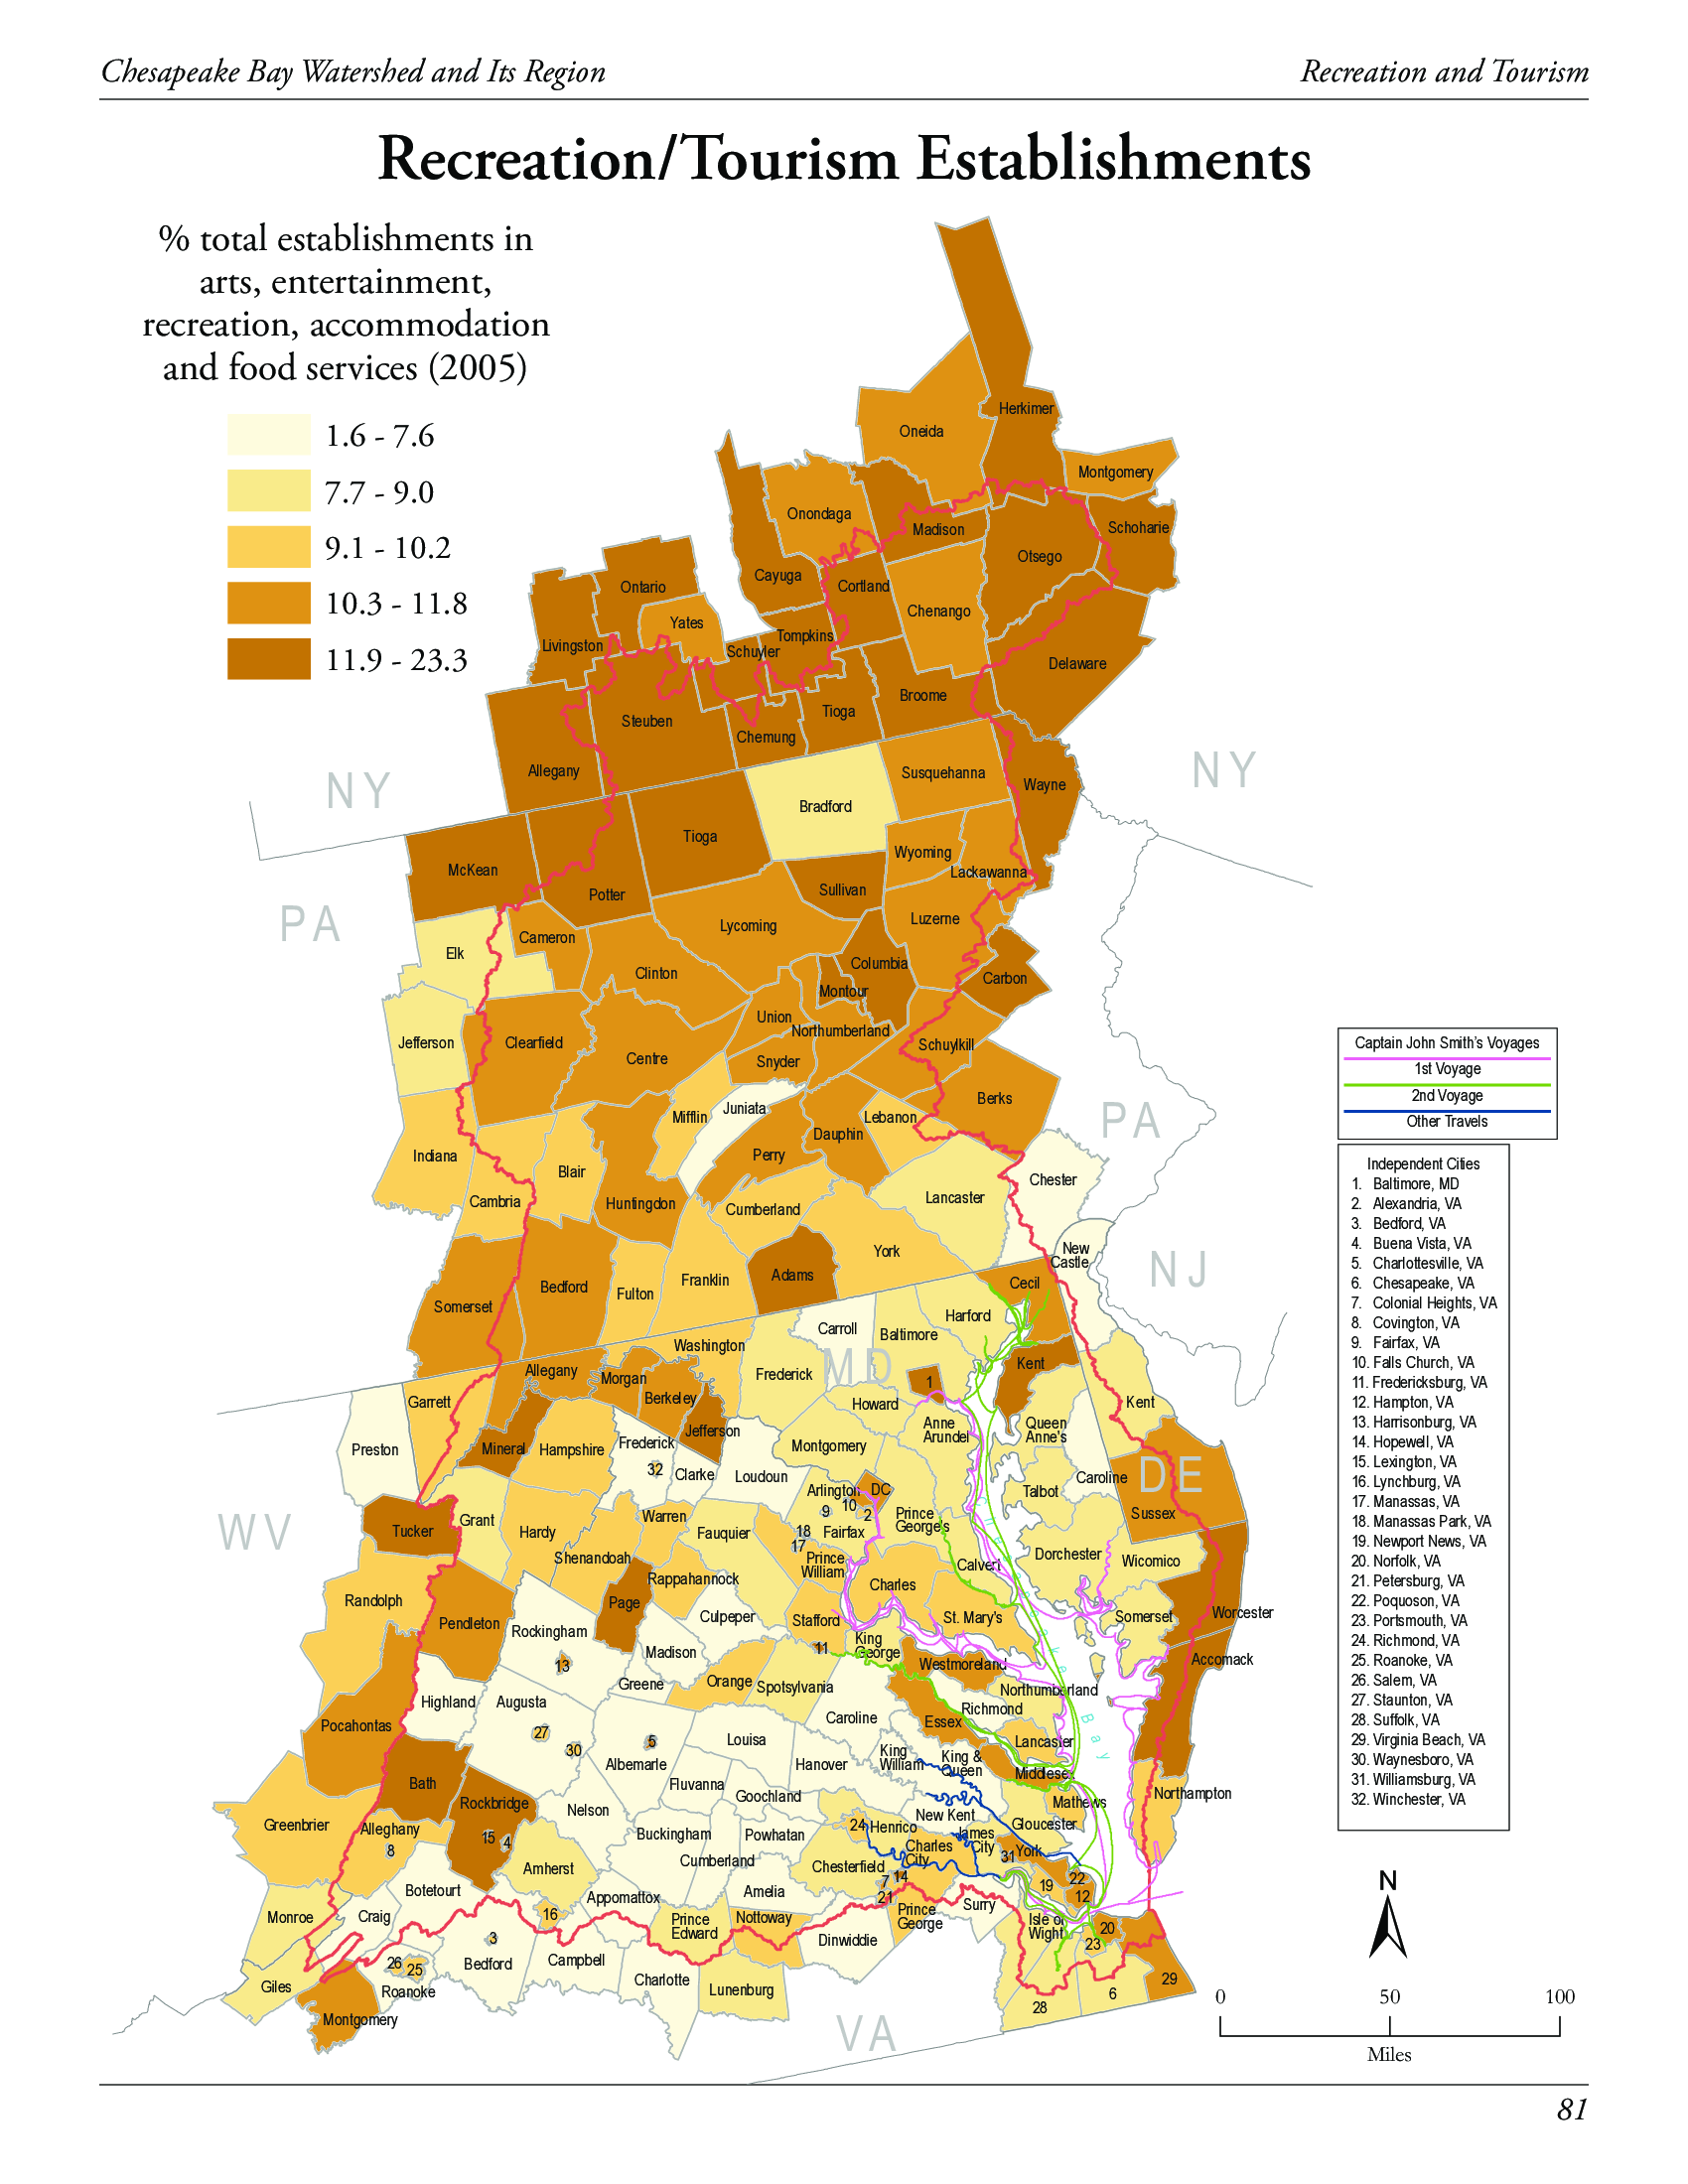 Chesapeake Bay Watershed and Its Region
Recreation and Tourism
Recreation/Tourism Establishments
% total establishments in
arts, entertainment,
recreation, accommodation
and food services (2005)
1.6 - 7.6
7.7 - 9.0
9.1 - 10.2
10.3 - 11.8
11.9 - 23.3
Herkimer
Oneida
Montgomery
Onondaga
Madison
Schoharie
Otsego
Cayuga
Cortland
Ontario
Chenango
Yates
Tompkins
Livingston
Schuyler
Delaware
Broome
Tioga
Steuben
Chemung
Allegany
NY
NY
Susquehanna
Wayne
Bradford
Tioga
Wyoming
McKean
Lackawanna
Potter
Sullivan
PA
Lycoming
Luzerne
Cameron
Elk
Columbia
Clinton
Carbon
Montour
Union
Northumberland
Jefferson
Clearfield
Schuylkill
Centre
Snyder
Berks
Juniata
Mifflin
Lebanon
PA
Dauphin
Indiana
Perry
Blair
Chester
Lancaster
Cambria
Huntingdon
Cumberland
New
Castle
York
NJ
Adams
Franklin
Cecil
Bedford
Fulton
Somerset
Harford
Carroll
Baltimore
Washington
MD
Kent
Allegany
Frederick
Morgan
1
Berkeley
Garrett
Kent
Howard
Anne
Arundel
Queen
Anne's
Jefferson
Frederick
Preston
Mineral
Hampshire
Montgomery
32
Clarke
Loudoun
Caroline
DE
Arlington
DC
Talbot
10
9
2
Sussex
Warren
Prince
George's
WV
Tucker
Grant
Hardy
Fauquier
18
Fairfax
17
Shenandoah
Prince
William
Calvert
Dorchester
Wicomico
Rappahannock
Charles
Randolph
Page
Culpeper
Stafford
St. Mary's
Somerset
Worcester
Pendleton
Rockingham
11
King
George
Madison
Accomack
13
Westmoreland
Greene
Orange
Spotsylvania
Northumberland
Highland
Augusta
Richmond
Pocahontas
Caroline
Essex
27
5
Louisa
Lancaster
Bay
30
King
William
King &
Queen
Albemarle
Hanover
Middlesex
Bath
Fluvanna
Northampton
Rockbridge
Goochland
Mathews
Nelson
New Kent
Greenbrier
Alleghany
24
Henrico
Gloucester
15
4
Buckingham
Powhatan
James
City
Charles
City
8
York
31
Cumberland
Amherst
Chesterfield
22
Botetourt
Appomattox
Amelia
7
14
19
12
21
Monroe
Craig
16
Prince
Edward
Nottoway
Prince
George
Surry
Isle of
Wight
20
3
Dinwiddie
23
26
25
Bedford
Campbell
Giles
Roanoke
Charlotte
Lunenburg
29
6
28
Montgomery
VA
Captain John Smith's Voyages
1st Voyage
2nd Voyage
Other Travels
Independent Cities
1. Baltimore, MD
2. Alexandria, VA
3. Bedford, VA
4. Buena Vista, VA
5. Charlottesville, VA
6. Chesapeake, VA
7. Colonial Heights, VA
8. Covington, VA
9. Fairfax, VA
10. Falls Church, VA
11. Fredericksburg, VA
12. Hampton, VA
13. Harrisonburg, VA
14. Hopewell, VA
15. Lexington, VA
16. Lynchburg, VA
17. Manassas, VA
18. Manassas Park, VA
19. Newport News, VA
20. Norfolk, VA
21. Petersburg, VA
22. Poquoson, VA
23. Portsmouth, VA
24. Richmond, VA
25. Roanoke, VA
26. Salem, VA
27. Staunton, VA
28. Suffolk, VA
29. Virginia Beach, VA
30. Waynesboro, VA
31. Williamsburg, VA
32. Winchester, VA
N
0 50 100
Miles
81